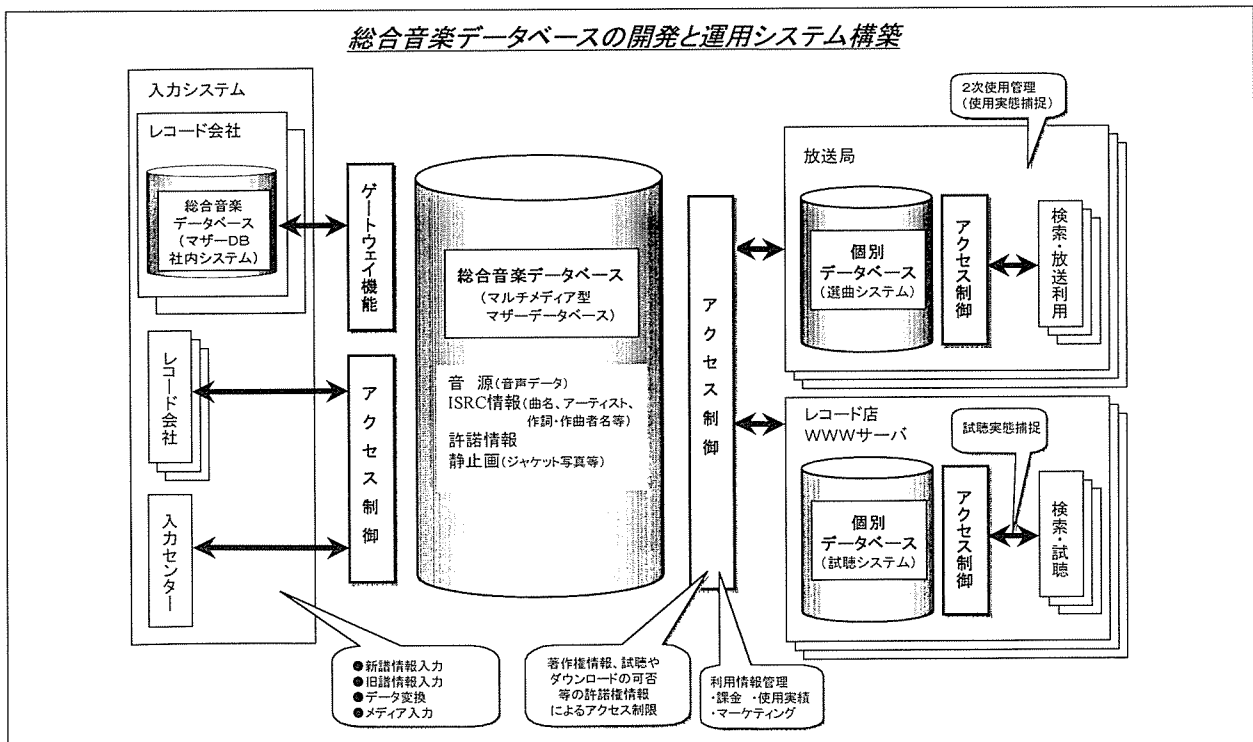 総合音楽データベースの開発と運用システム構築
入力システム
レコード会社
総合音楽
データベース
(マザーDB
社内システム)
ゲートウェイ機能
レコード会社
入力センター
アクセス制御
●新譜情報入力
●旧譜情報入力
●データ変換
●メディア入力
総合音楽データベース
(マルチメディア型
マザーデータベース)
音 源(音声データ)
ISRC情報(曲名、アーティスト、
作詞・作曲者名等)
許諾情報
静止画(ジャケット写真等)
アクセス制御
著作権情報、試聴や
ダウンロードの可否
等の許諾権情報
によるアクセス制限
利用情報管理
・課金 ・使用実績
・マーケティング
2次使用管理
(使用実態捕捉)
放送局
個別
データベース
(選曲システム)
アクセス制御
検索・放送利用
レコード店
WWWサーバ
試聴実態捕捉
個別
データベース
(試聴システム)
アクセス制御
検索・試聴